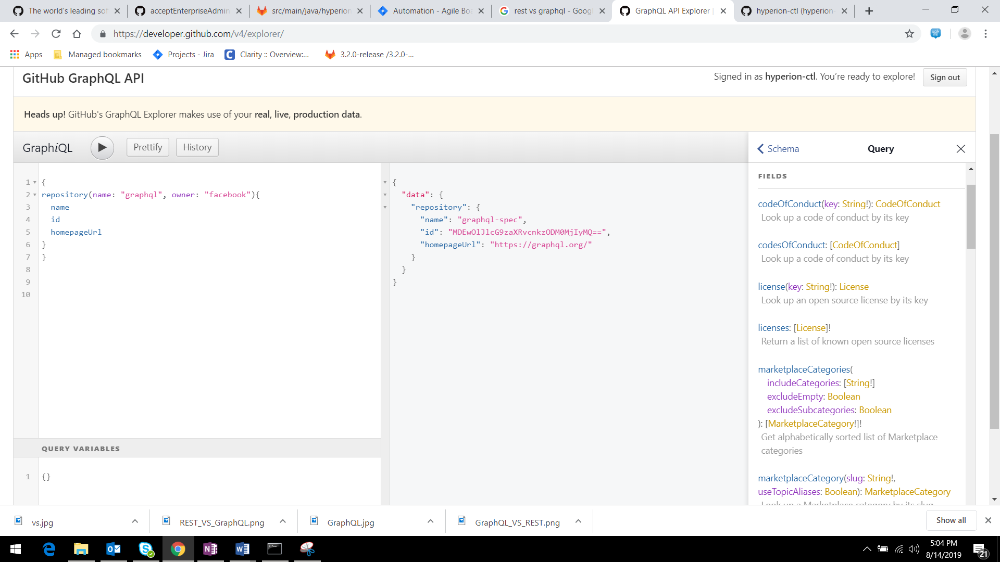 The world's leading sof
acceptEnterpriseAdmin
src/main/java/hyperion
Automation - Agile Boa
rest vs graphql - Googl
GraphQL API Explorer |
hyperion-ctl (hyperion-
https://developer.github.com/v4/explorer/
Apps
Managed bookmarks
Projects - Jira
Clarity :: Overview:...
3.2.0-release /3.2.0-...
GitHub GraphQL API
Signed in as hyperion-ctl. You're ready to explore!
Sign out
Heads up! GitHub's GraphQL Explorer makes use of your real, live, production data.
GraphiQL
Prettify
History
1 {
2 repository(name: "graphql", owner: "facebook"){
3 name
4 id
5 homepageUrl
6 }
7 }
8
9
10
QUERY VARIABLES
1 {}
{
"data": {
"repository": {
"name": "graphql-spec",
"id": "MDEwOlJlcG9zaXRvcnkzODM0MjIyMQ==",
"homepageUrl": "https://graphql.org/"
}
}
}
Schema
Query
FIELDS
codeOfConduct(key: String!): CodeOfConduct
Look up a code of conduct by its key
codesOfConduct: [CodeOfConduct]
Look up a code of conduct by its key
license(key: String!): License
Look up an open source license by its key
licenses: [License]!
Return a list of known open source licenses
marketplaceCategories(
includeCategories: [String!]
excludeEmpty: Boolean
excludeSubcategories: Boolean
): [MarketplaceCategory!]!
Get alphabetically sorted list of Marketplace
categories
marketplaceCategory(slug: String!,
useTopicAliases: Boolean): MarketplaceCategory
Look up a Marketplace category by its slug
vs.jpg
REST_VS_GraphQL.png
GraphQL.jpg
GraphQL_VS_REST.png
Show all
5:04 PM
8/14/2019
21